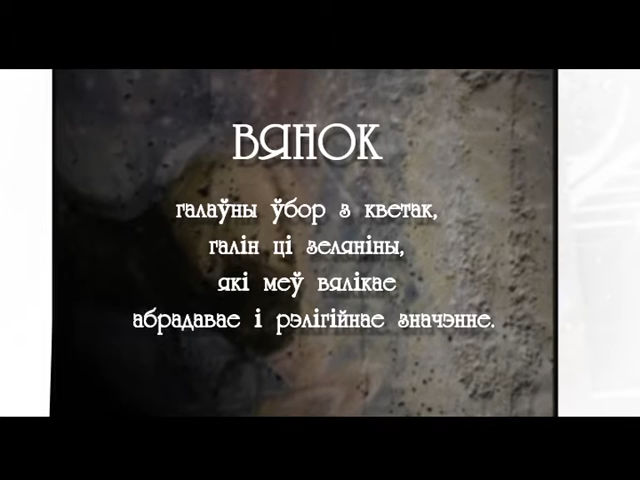 ВЯНОК
галаўны ўбор з кветак,
галін ці зеляніны,
які меў вялікае
абрадавае і рэлігійнае значэнне.